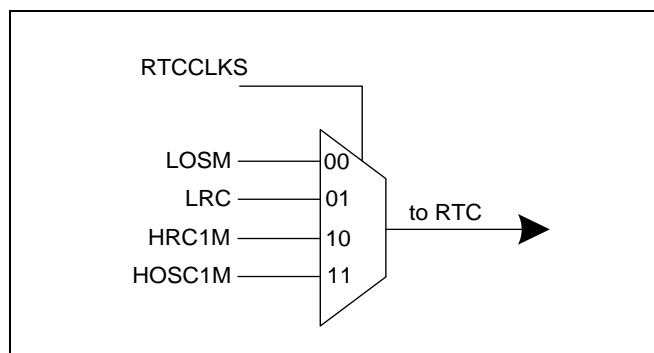 RTCCLKS
LOSM 00
LRC 01
to RTC
HRC1M 10
HOSC1M 11